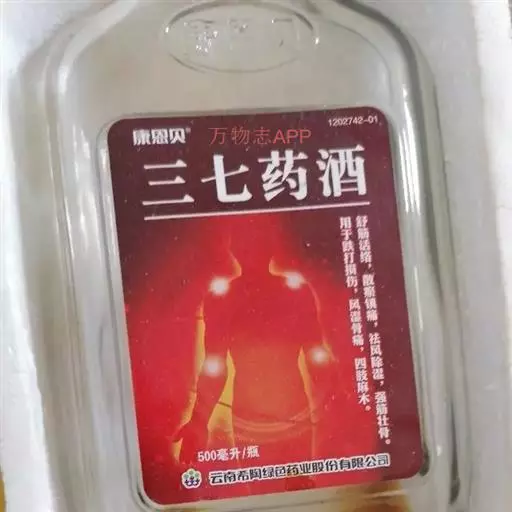 1202742-01
康恩贝®
万物志APP
三七药酒
舒筋活络，散瘀镇痛，祛风除湿，强筋壮骨。
用于跌打损伤，风湿骨痛，四肢麻木。
500毫升/瓶
云南希陶绿色药业股份有限公司